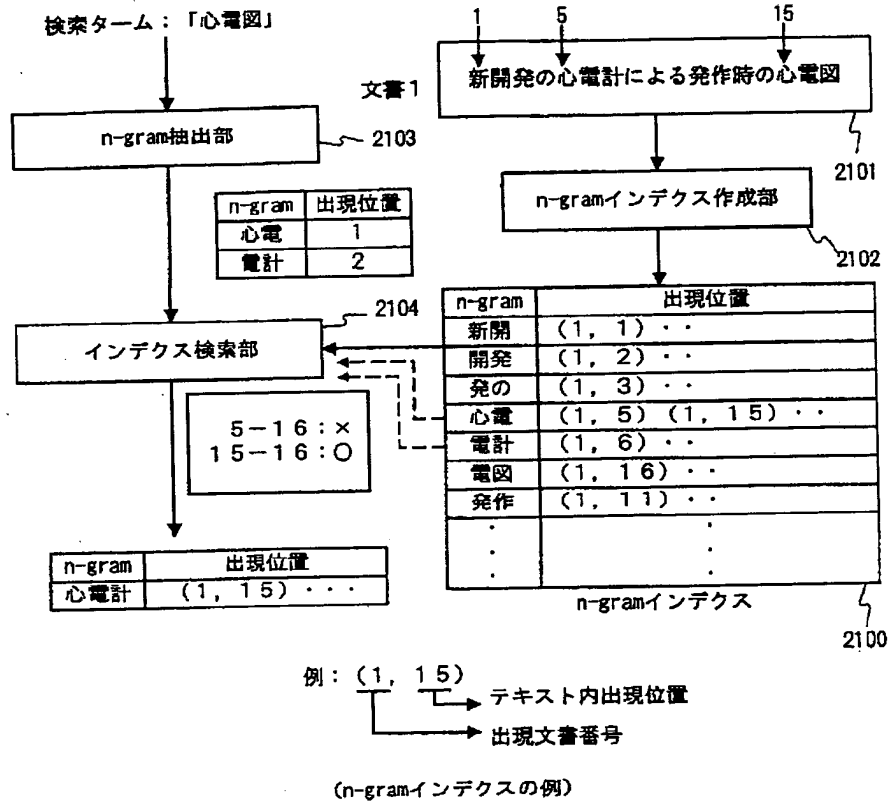 検索ターム：「心電図」
1 5 15
文書1
新開発の心電計による発作時の心電図
2101
n-gram抽出部
2103
n-gramインデクス作成部
2102
n-gram 出現位置
心電 1
電計 2
n-gram 出現位置
新開 (1, 1)・・
開発 (1, 2)・・
発の (1, 3)・・
心電 (1, 5) (1, 15)・・
電計 (1, 6)・・
電図 (1, 16)・・
発作 (1, 11)・・
n-gramインデクス
2100
2104
インデクス検索部
5－16：×
15－16：○
n-gram 出現位置
心電計 (1, 15)・・・
例：(1, 15)
テキスト内出現位置
出現文書番号
(n-gramインデクスの例)